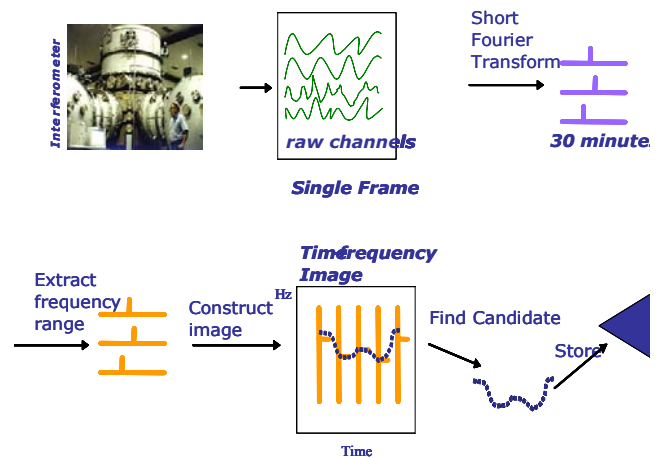 Interferometer
raw channels
Single Frame
Short
Fourier
Transform
30 minutes
Extract
frequency
range
Construct
image
Time-frequency
Image
Hz
Time
Find Candidate
Store